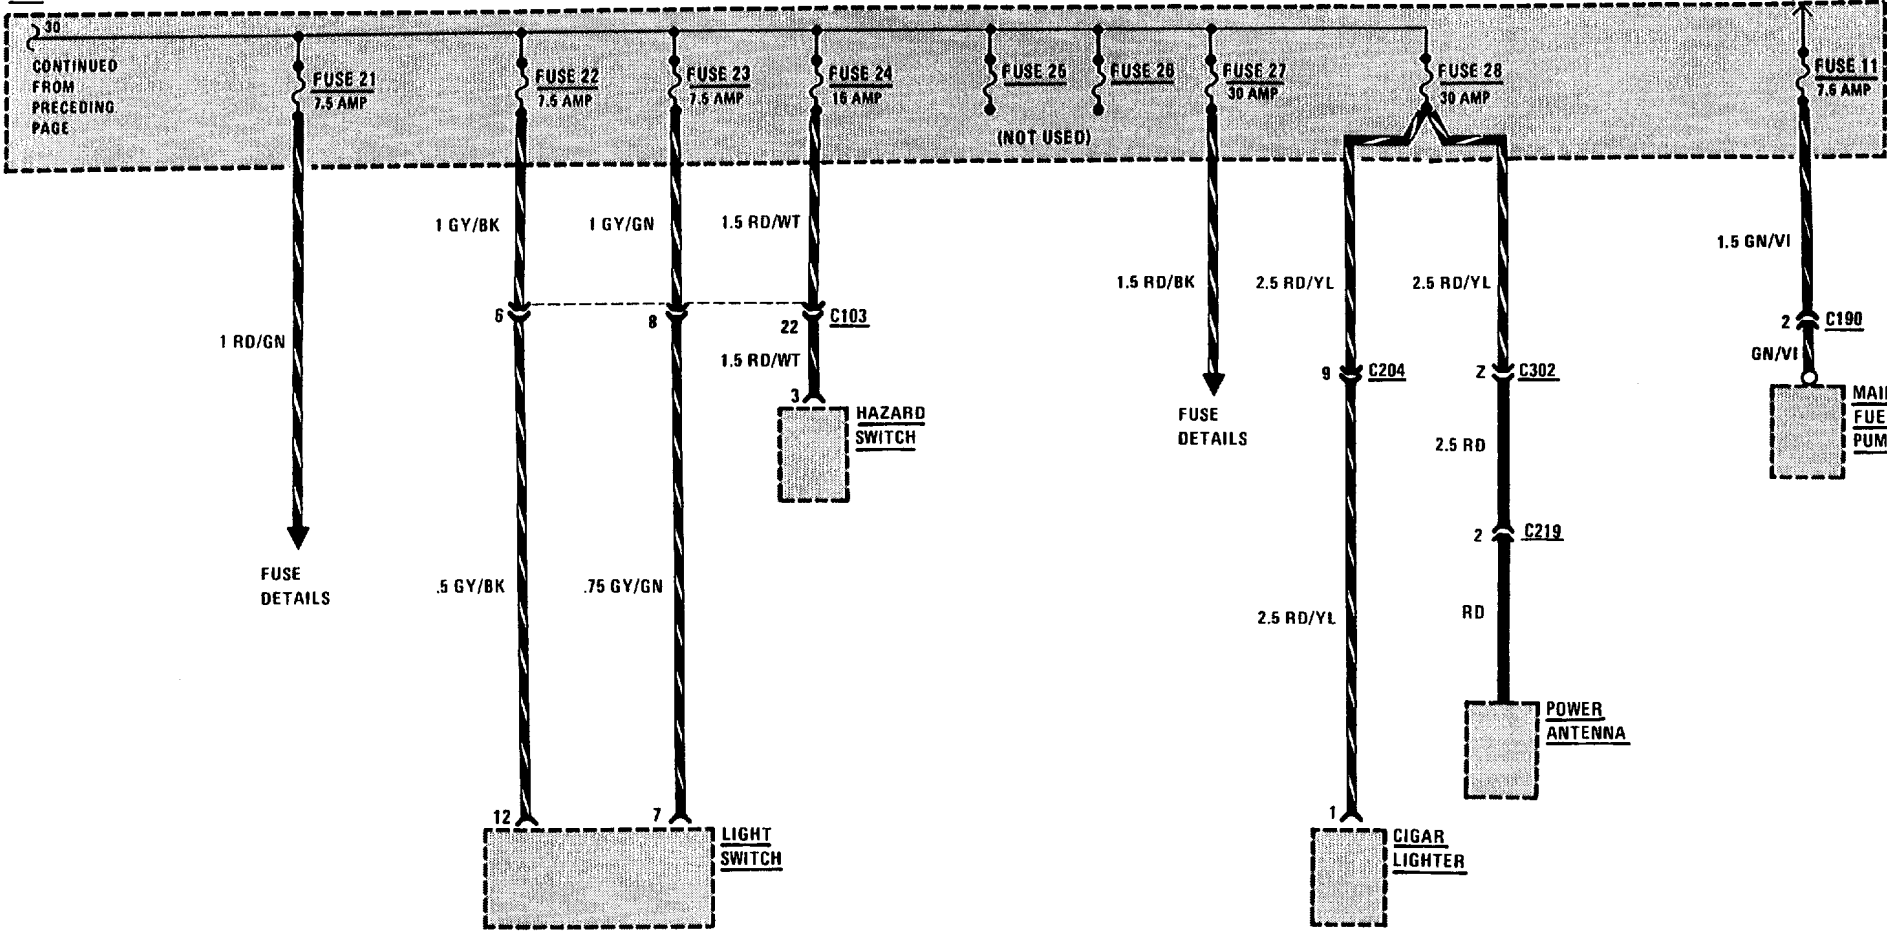 30
CONTINUED
FROM
PRECEDING
PAGE
FUSE 21
7.5 AMP
FUSE 22
7.5 AMP
FUSE 23
7.5 AMP
FUSE 24
15 AMP
FUSE 25
FUSE 26
(NOT USED)
FUSE 27
30 AMP
FUSE 28
30 AMP
FUSE 11
7.5 AMP
1 GY/BK
1 GY/GN
1.5 RD/WT
1.5 GN/VI
1.5 RD/BK
2.5 RD/YL
2.5 RD/YL
6
8
22
C103
2
C190
1 RD/GN
1.5 RD/WT
GN/VI
9
C204
Z
C302
3
HAZARD
SWITCH
FUSE
DETAILS
MAIN
FUE
PUM
2.5 RD
2
C219
FUSE
DETAILS
.5 GY/BK
.75 GY/GN
2.5 RD/YL
RD
POWER
ANTENNA
12
7
1
LIGHT
SWITCH
CIGAR
LIGHTER